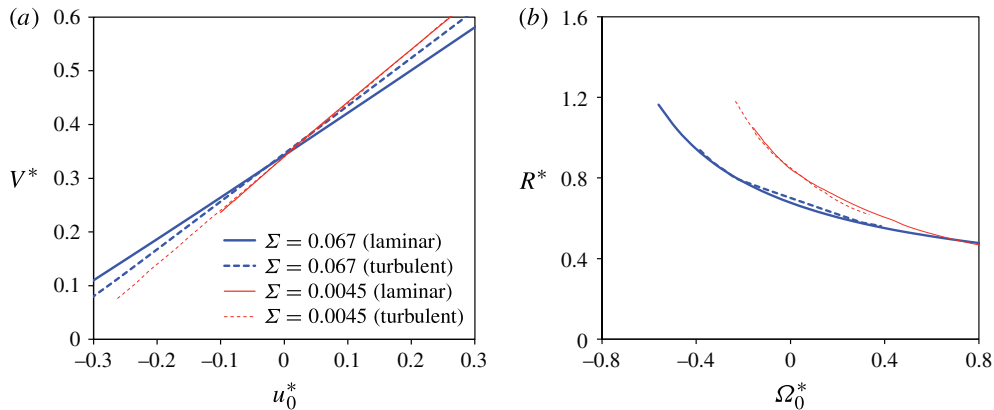 (a)
0.6
0.5
0.4
V* 0.3
0.2
0.1
0
–0.3 –0.2 –0.1 0 0.1 0.2 0.3
u₀*
Σ = 0.067 (laminar)
Σ = 0.067 (turbulent)
Σ = 0.0045 (laminar)
Σ = 0.0045 (turbulent)
(b)
1.6
1.2
R* 0.8
0.4
0
–0.8 –0.4 0 0.4 0.8
Ω₀*